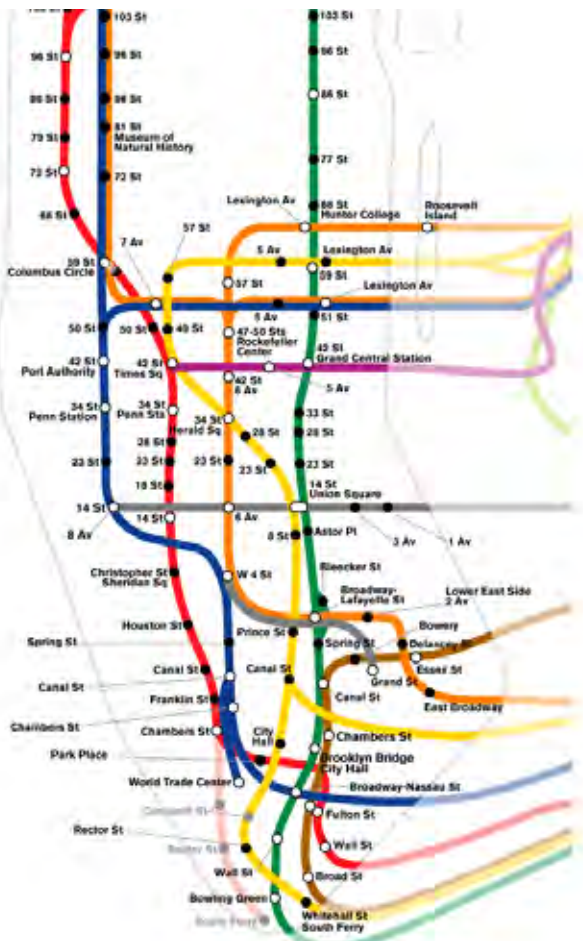 103 St
103 St
96 St
96 St
96 St
86 St
86 St
81 St
Museum of
Natural History
79 St
77 St
72 St
72 St
68 St
Hunter College
Lexington Av
Roosevelt
Island
66 St
7 Av
57 St
5 Av
Lexington Av
59 St
59 St
Columbus Circle
57 St
Lexington Av
5 Av
51 St
50 St
50 St
49 St
47-50 Sts
Rockefeller
Center
42 St
Grand Central Station
42 St
Port Authority
42 St
Times Sq
5 Av
42 St
6 Av
34 St
Penn Station
34 St
Penn Sta
34 St
Herald Sq
33 St
28 St
28 St
28 St
23 St
23 St
23 St
23 St
23 St
18 St
14 St
Union Square
14 St
8 Av
14 St
6 Av
3 Av
1 Av
8 St
Astor Pl
Bleecker St
Christopher St
Sheridan Sq
W 4 St
Broadway-
Lafayette St
Lower East Side
2 Av
Bowery
Houston St
Prince St
Spring St
Spring St
Delancey St
Essex St
Grand St
Canal St
Canal St
Canal St
Canal St
East Broadway
Franklin St
Chambers St
Chambers St
City
Hall
Chambers St
Park Place
Brooklyn Bridge
City Hall
World Trade Center
Broadway-Nassau St
Fulton St
Rector St
Rector St
Wall St
Wall St
Broad St
Bowling Green
Whitehall St
South Ferry
South Ferry